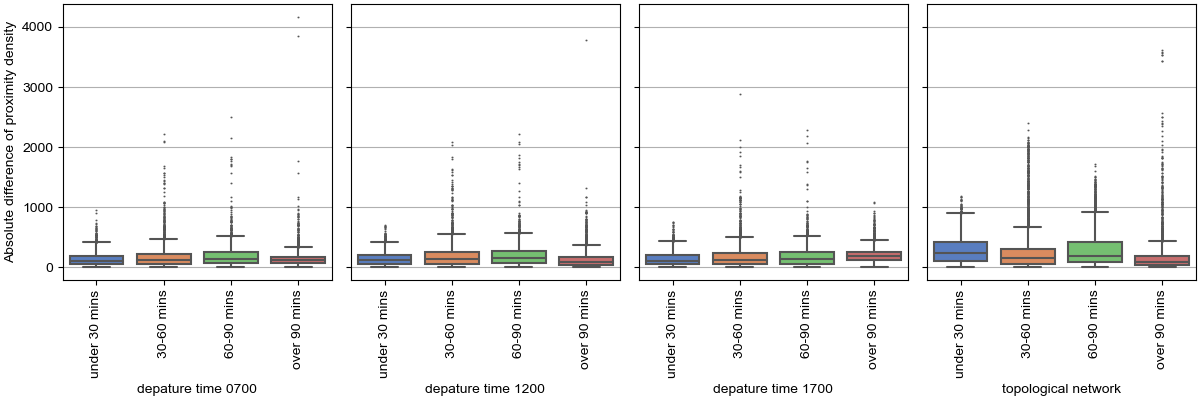 Absolute difference of proximity density
4000
3000
2000
1000
0
under 30 mins
30-60 mins
60-90 mins
over 90 mins
depature time 0700
under 30 mins
30-60 mins
60-90 mins
over 90 mins
depature time 1200
under 30 mins
30-60 mins
60-90 mins
over 90 mins
depature time 1700
under 30 mins
30-60 mins
60-90 mins
over 90 mins
topological network